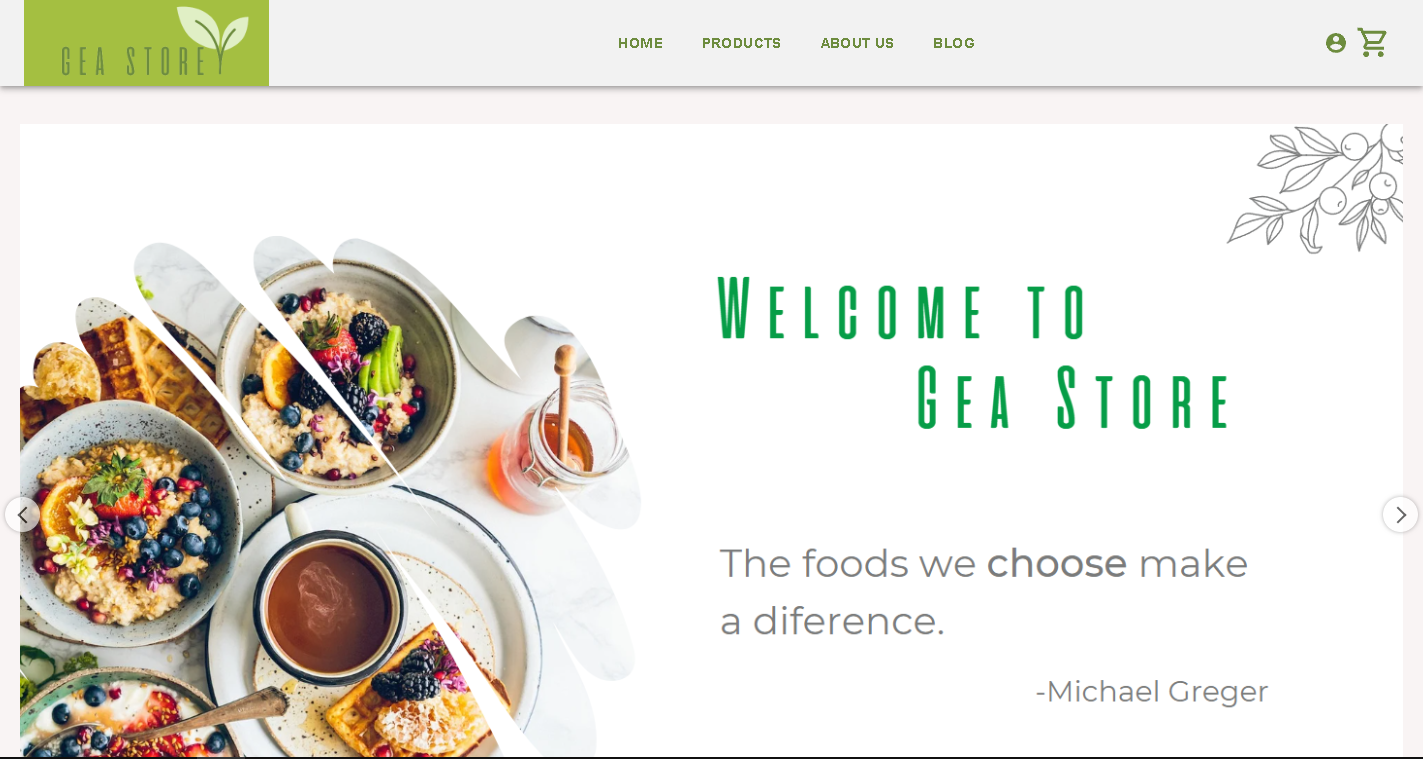 GEA STORE
HOME PRODUCTS ABOUT US BLOG
WELCOME TO
GEA STORE
The foods we choose make
a diference.
-Michael Greger